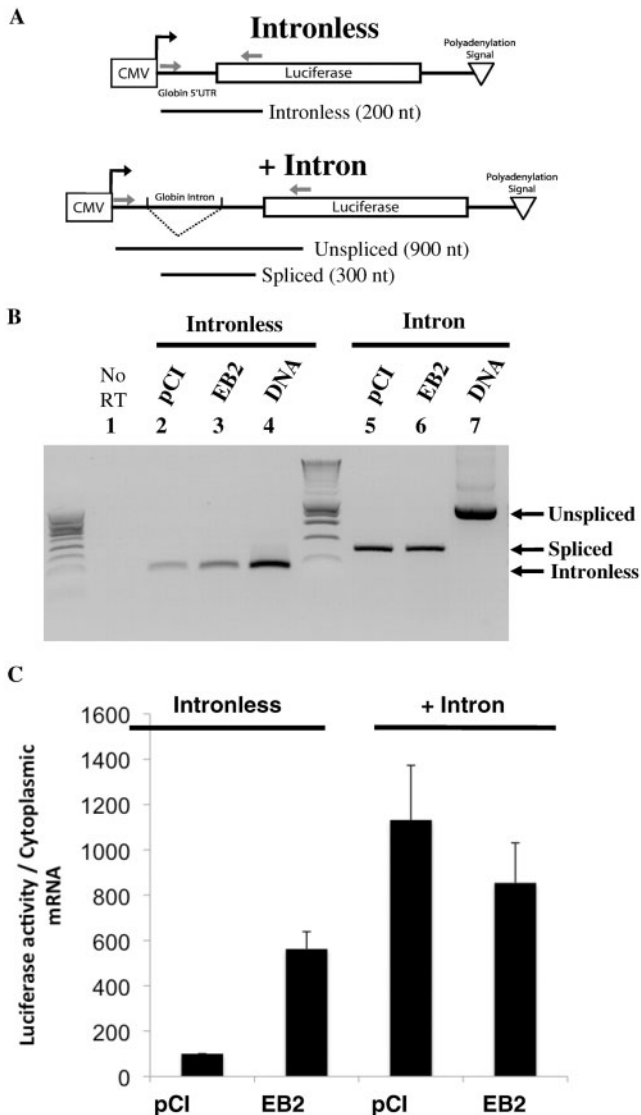 A
Intronless
Polyadenylation
Signal
CMV
Luciferase
Globin 5'UTR
Intronless (200 nt)
+ Intron
Polyadenylation
Signal
CMV
Globin Intron
Luciferase
Unspliced (900 nt)
Spliced (300 nt)
B
Intronless
Intron
No
RT
pCI
EB2
DNA
pCI
EB2
DNA
1
2
3
4
5
6
7
Unspliced
Spliced
Intronless
C
Intronless
+ Intron
Luciferase activity / Cytoplasmic
mRNA
1600
1400
1200
1000
800
600
400
200
0
pCI
EB2
pCI
EB2